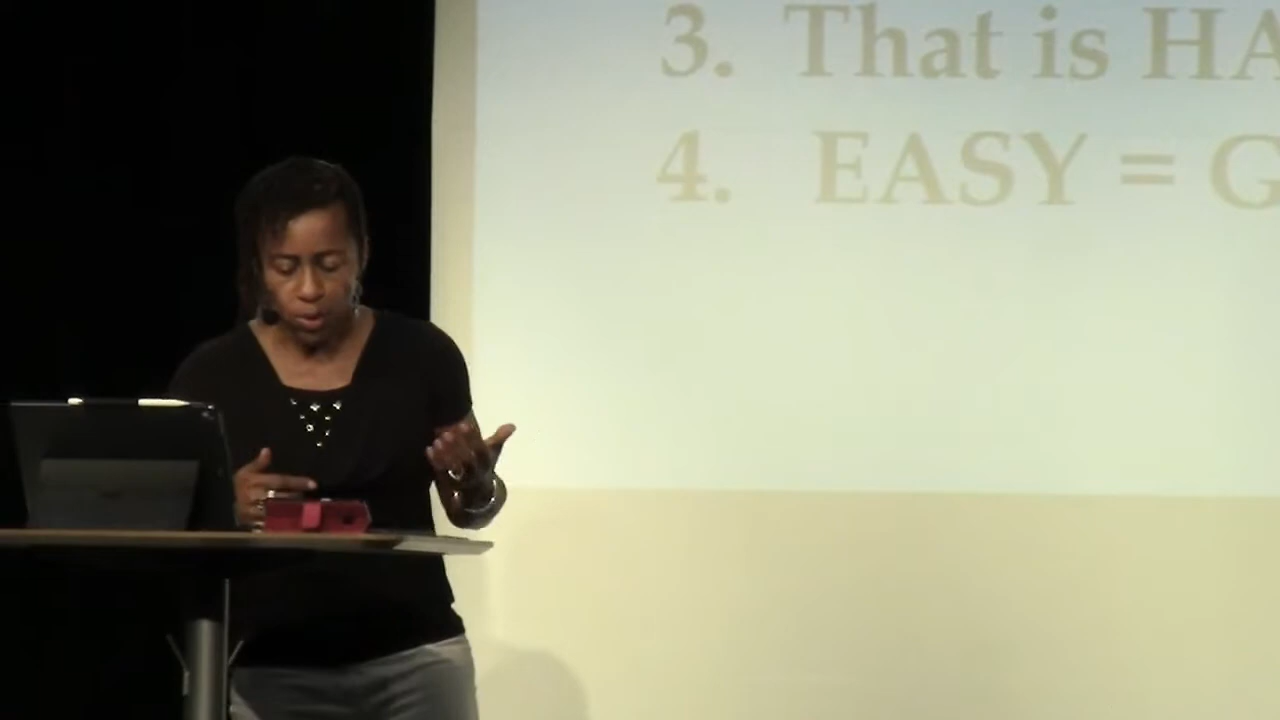 3. That is HA
4. EASY = G